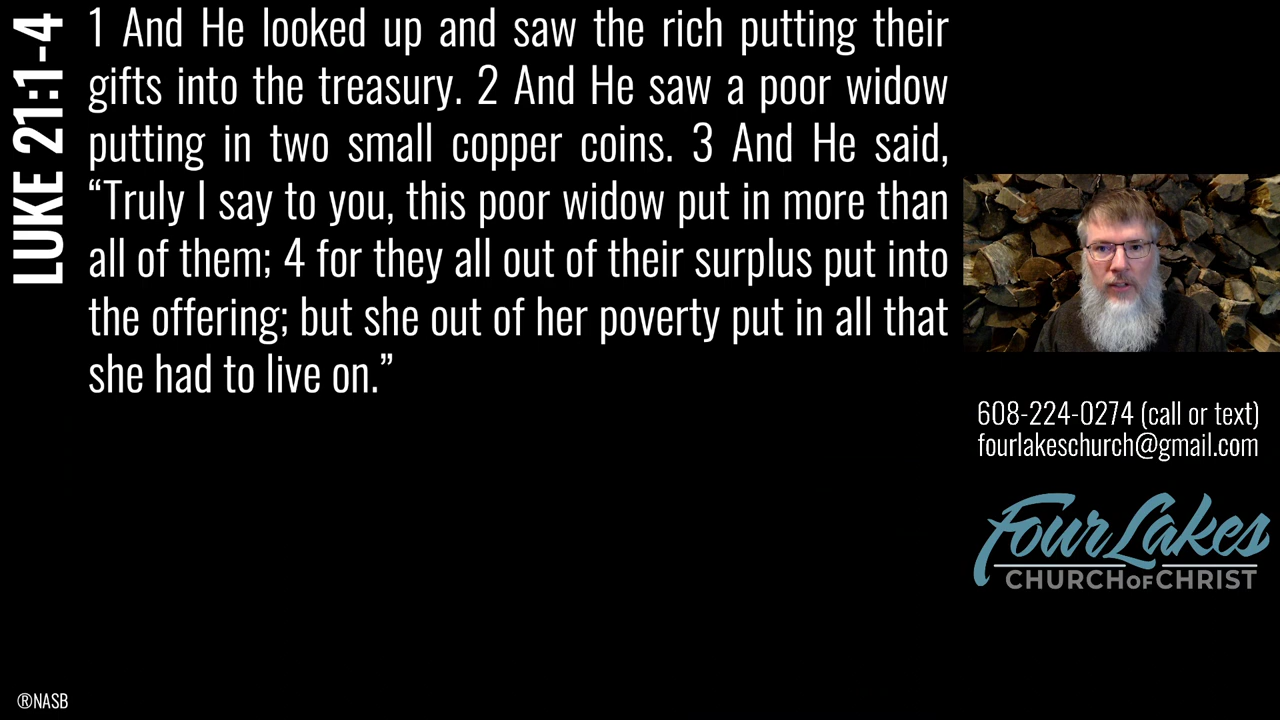 LUKE 21:1-4
1 And He looked up and saw the rich putting their
gifts into the treasury. 2 And He saw a poor widow
putting in two small copper coins. 3 And He said,
“Truly I say to you, this poor widow put in more than
all of them; 4 for they all out of their surplus put into
the offering; but she out of her poverty put in all that
she had to live on.”
608-224-0274 (call or text)
fourlakeschurch@gmail.com
Four Lakes
CHURCH OF CHRIST
®NASB